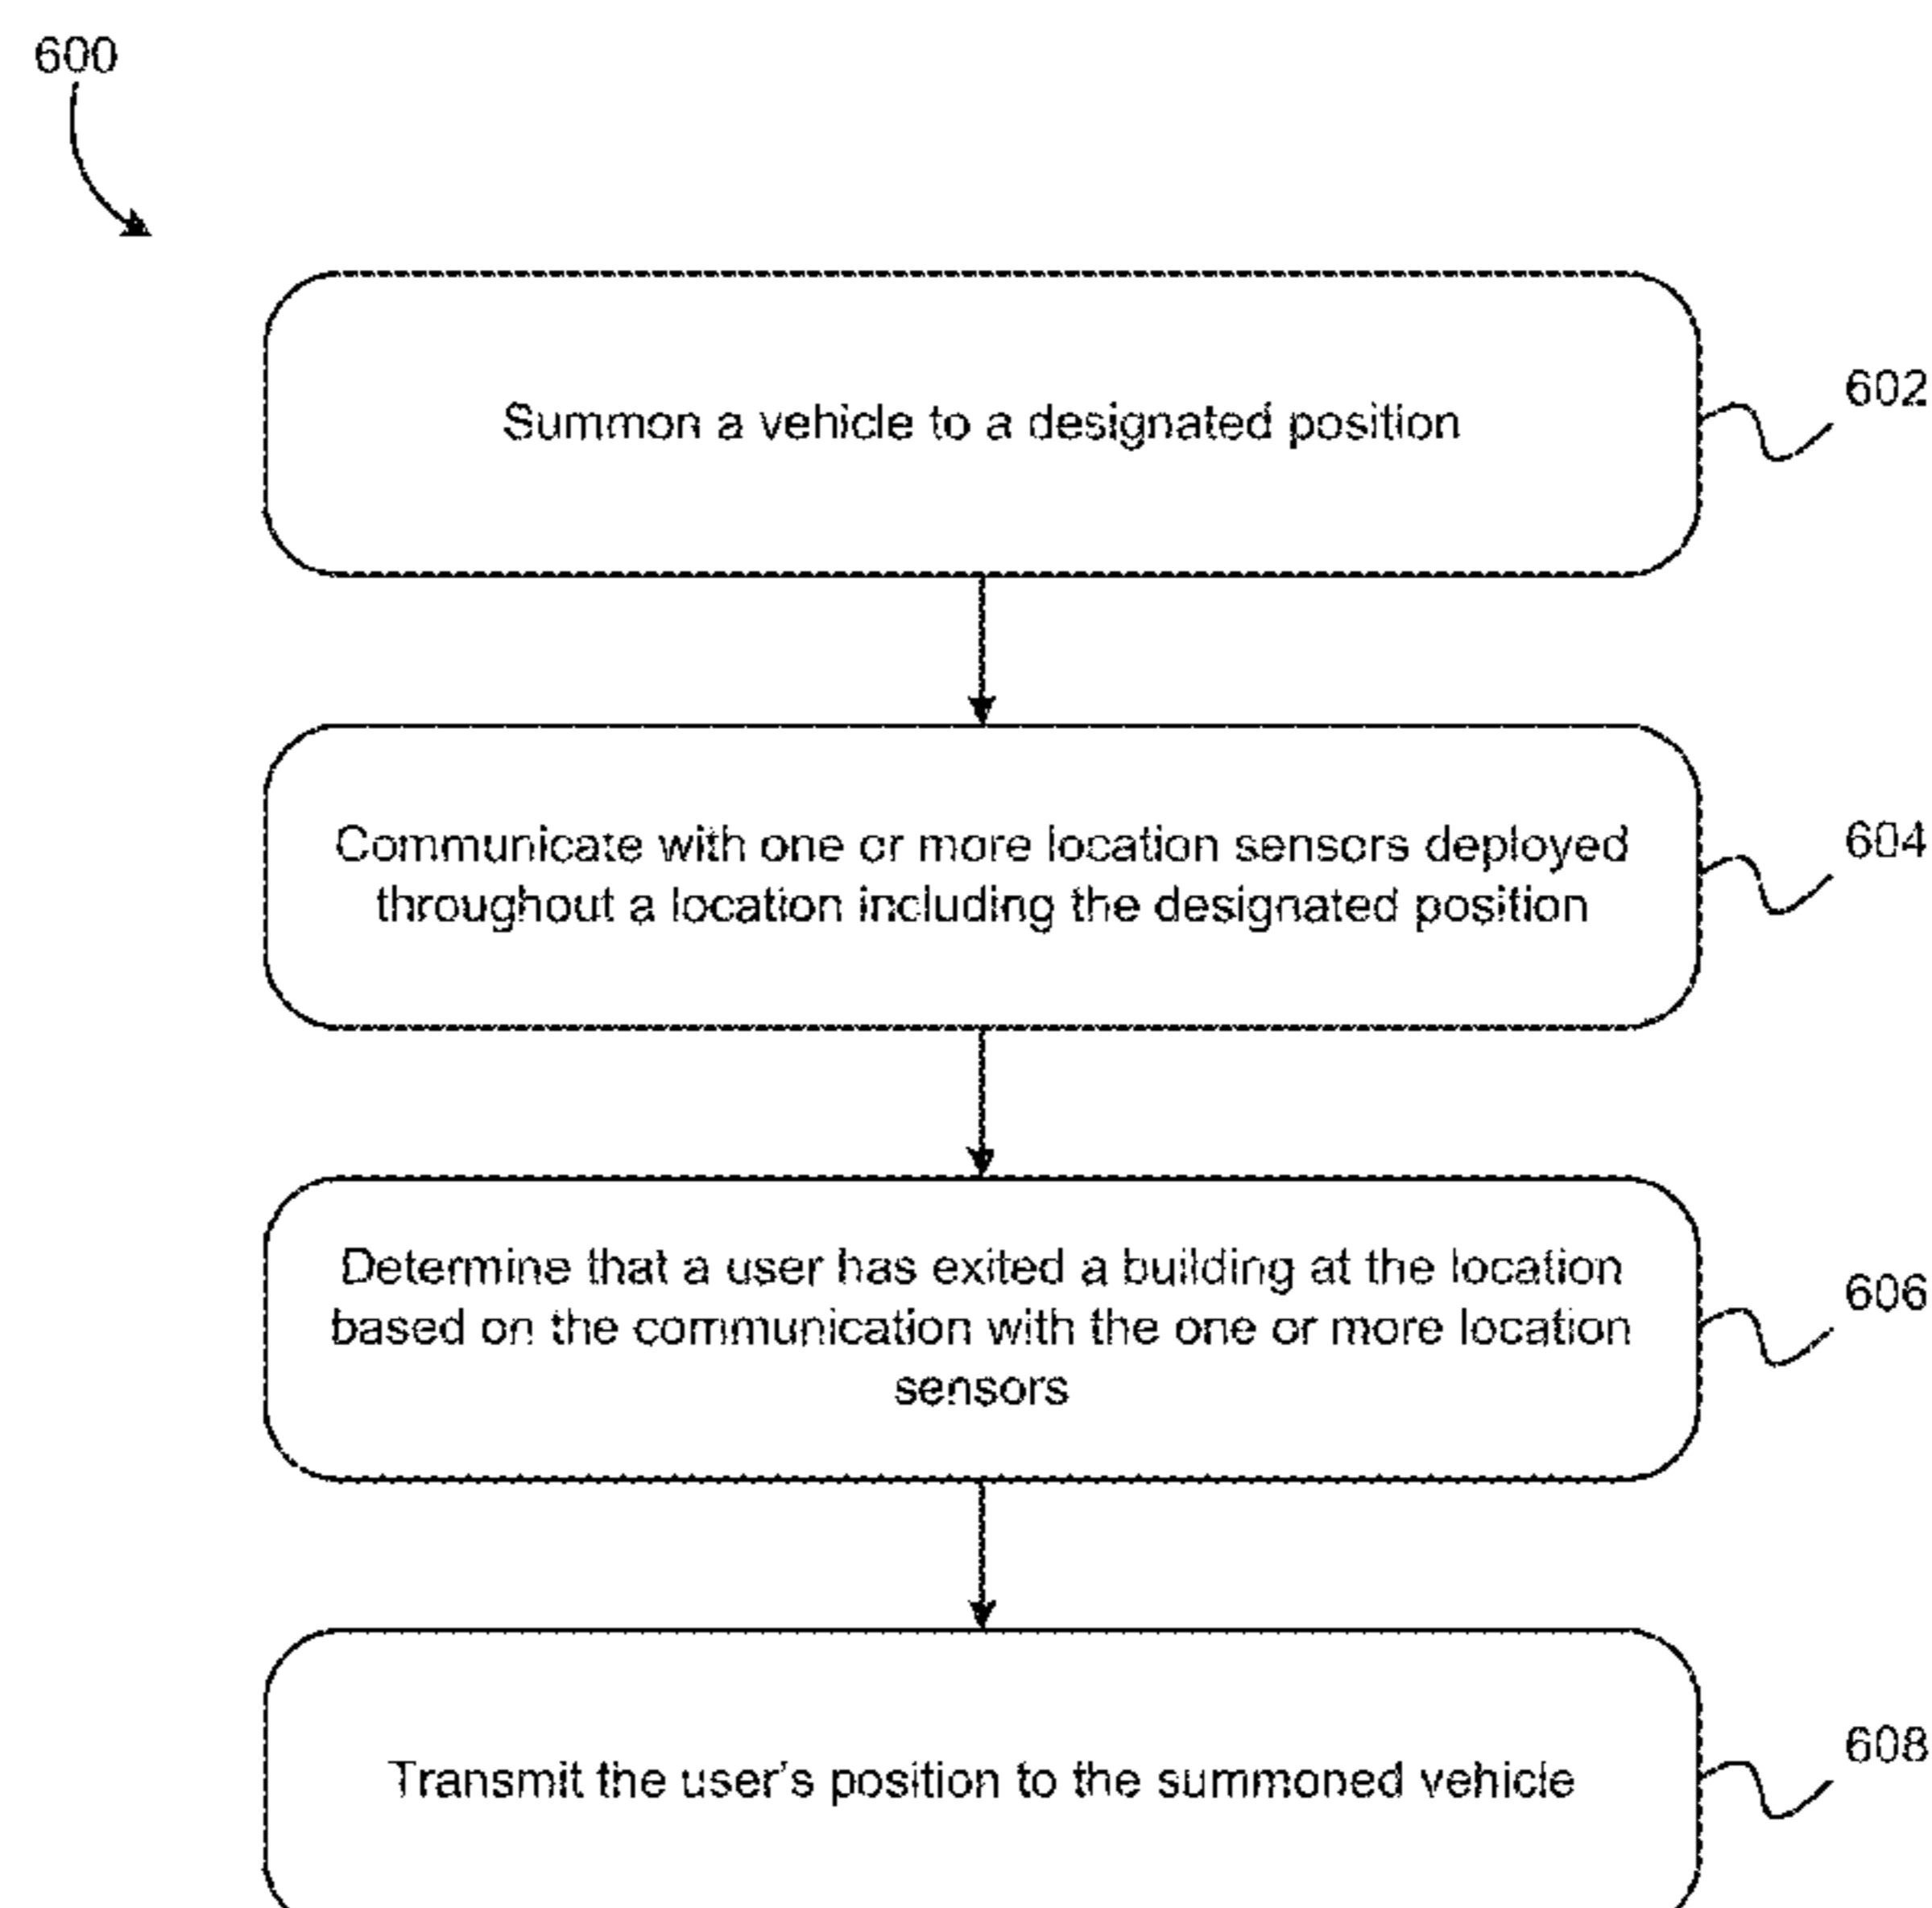 600
Summon a vehicle to a designated position
602
Communicate with one or more location sensors deployed
throughout a location including the designated position
604
Determine that a user has exited a building at the location
based on the communication with the one or more location
sensors
606
Transmit the user's position to the summoned vehicle
608